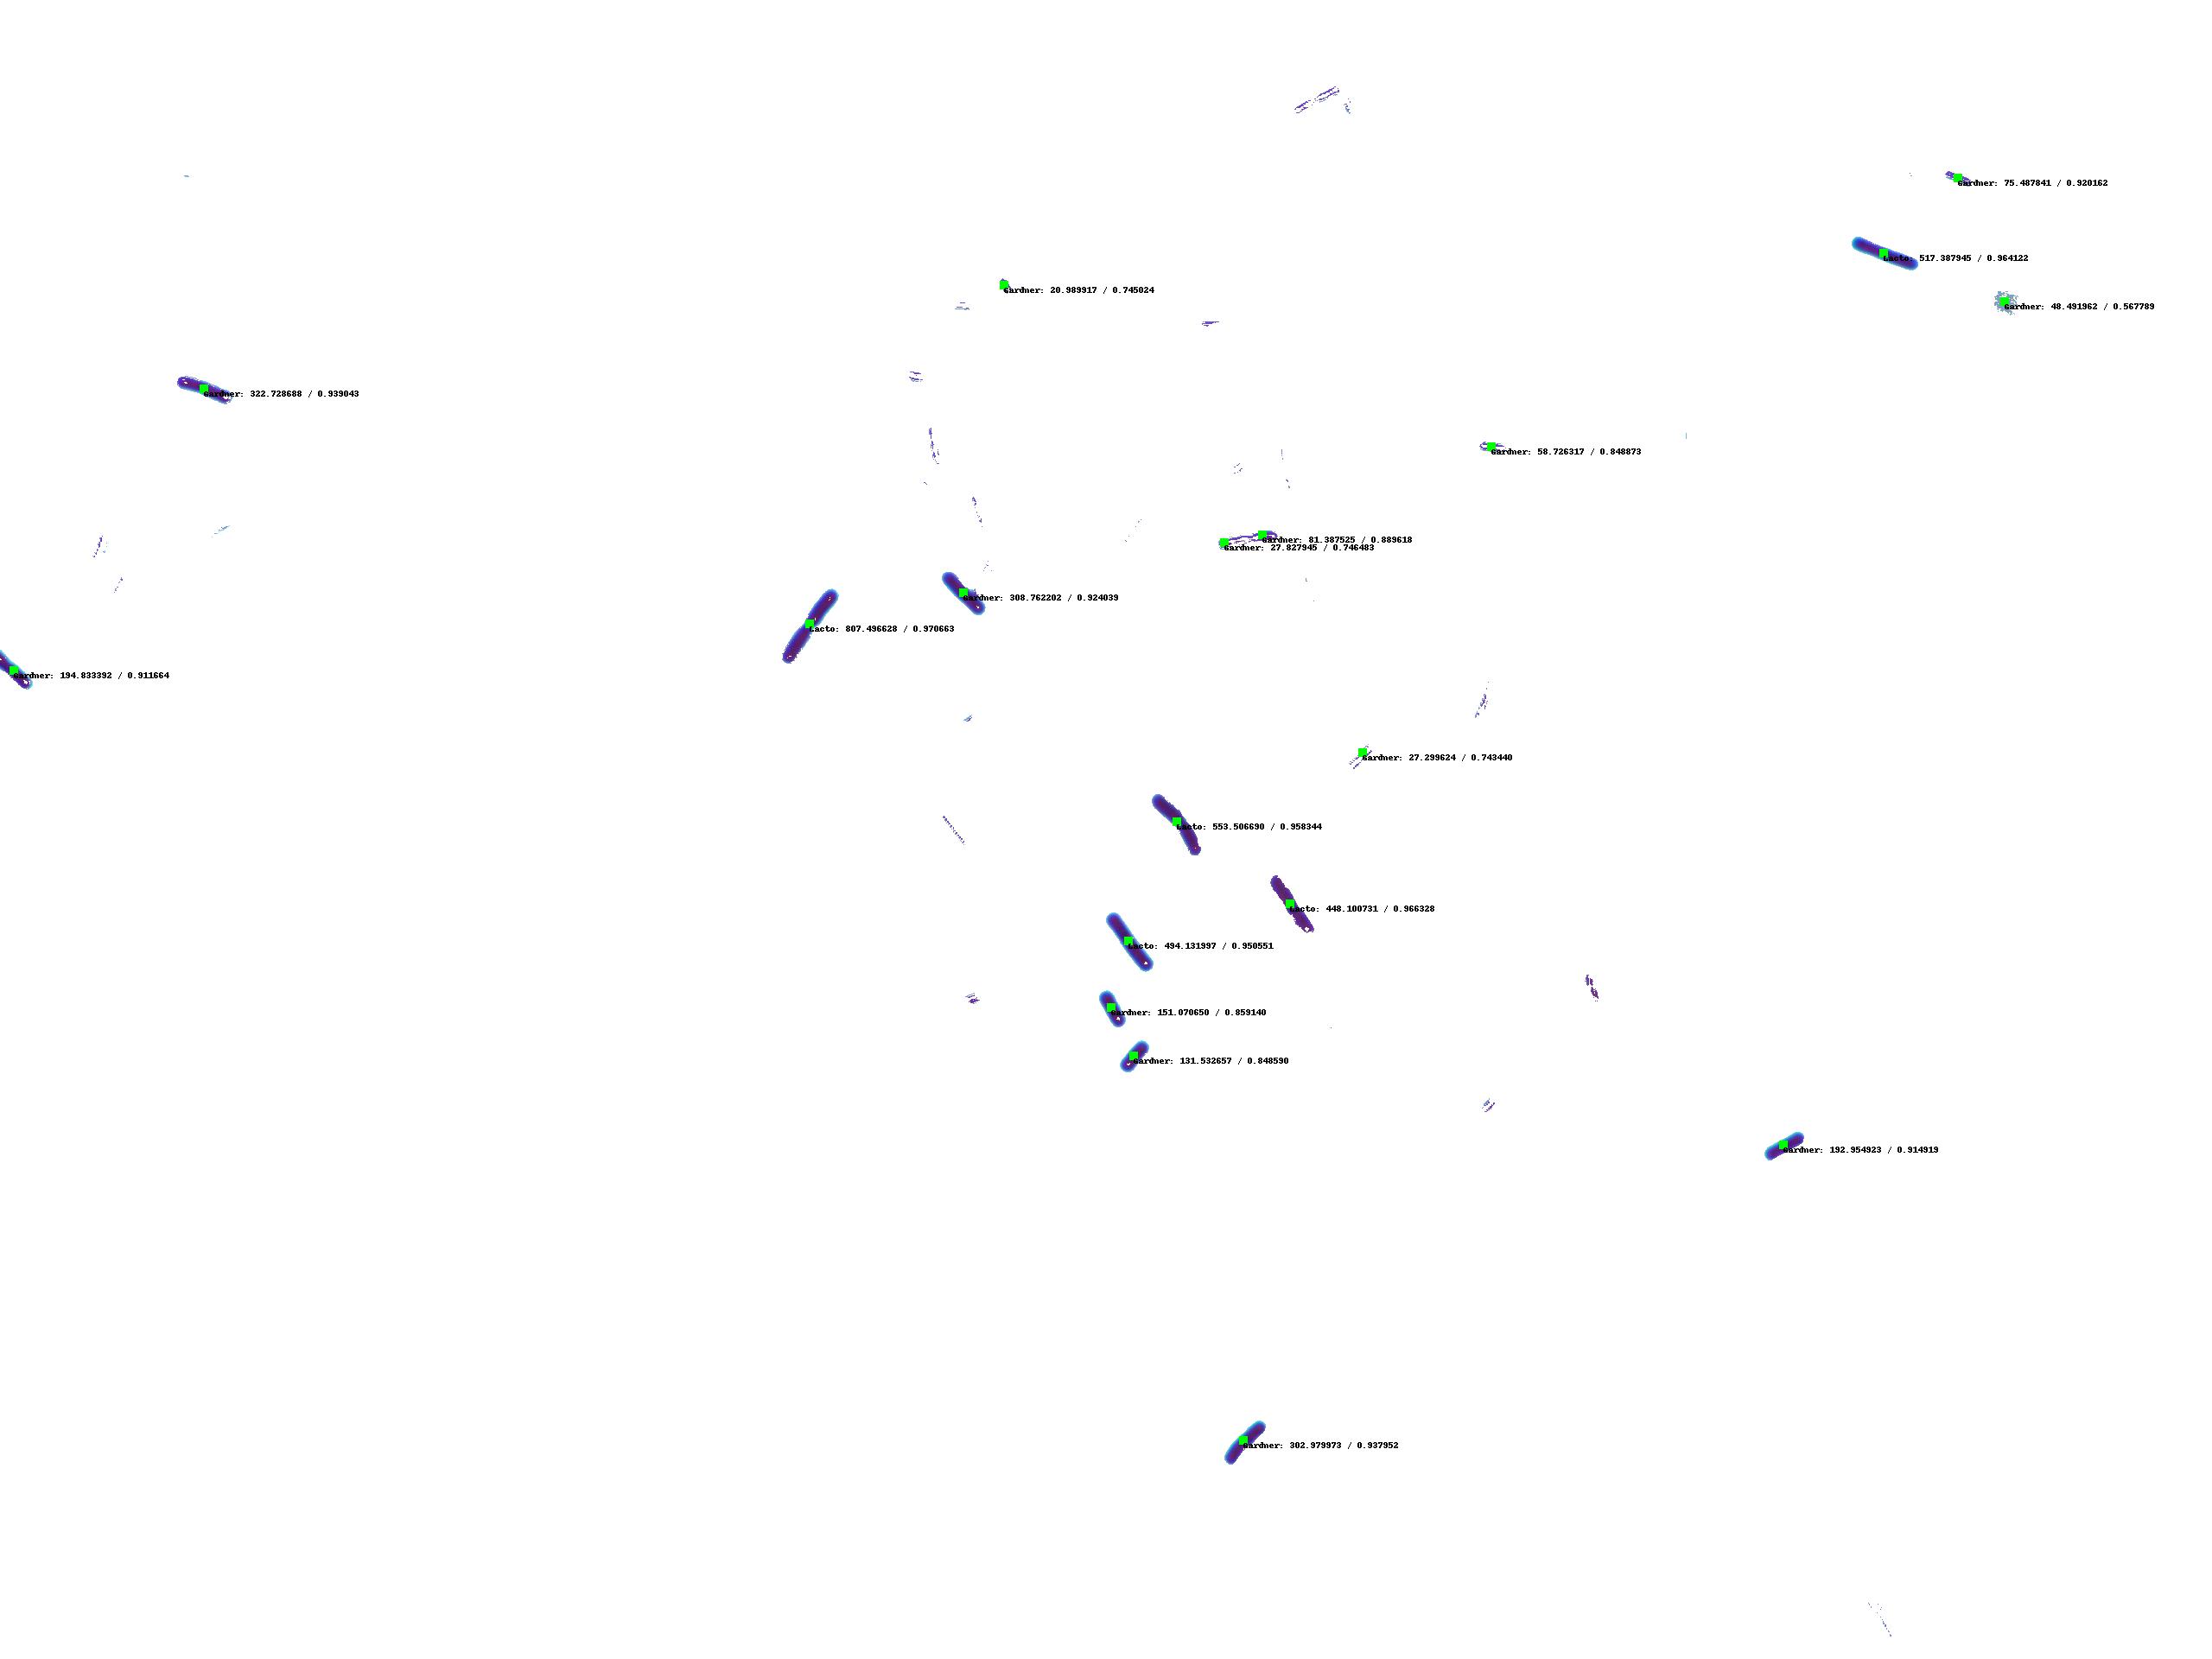 Gardner: 75.487841 / 0.920162
Lacto: 517.387945 / 0.964122
Gardner: 20.989917 / 0.745024
Gardner: 48.491962 / 0.567789
Gardner: 322.728688 / 0.939043
Gardner: 58.726317 / 0.848873
Gardner: 81.387525 / 0.889618
Gardner: 27.827945 / 0.746483
Gardner: 308.762202 / 0.924039
Lacto: 807.496628 / 0.970663
Gardner: 194.833392 / 0.911664
Gardner: 27.299624 / 0.743440
Lacto: 553.506690 / 0.958344
Lacto: 448.100731 / 0.966328
Lacto: 494.131997 / 0.950551
Gardner: 151.070650 / 0.859140
Gardner: 131.532657 / 0.848590
Gardner: 192.954923 / 0.914919
Gardner: 302.979973 / 0.937952